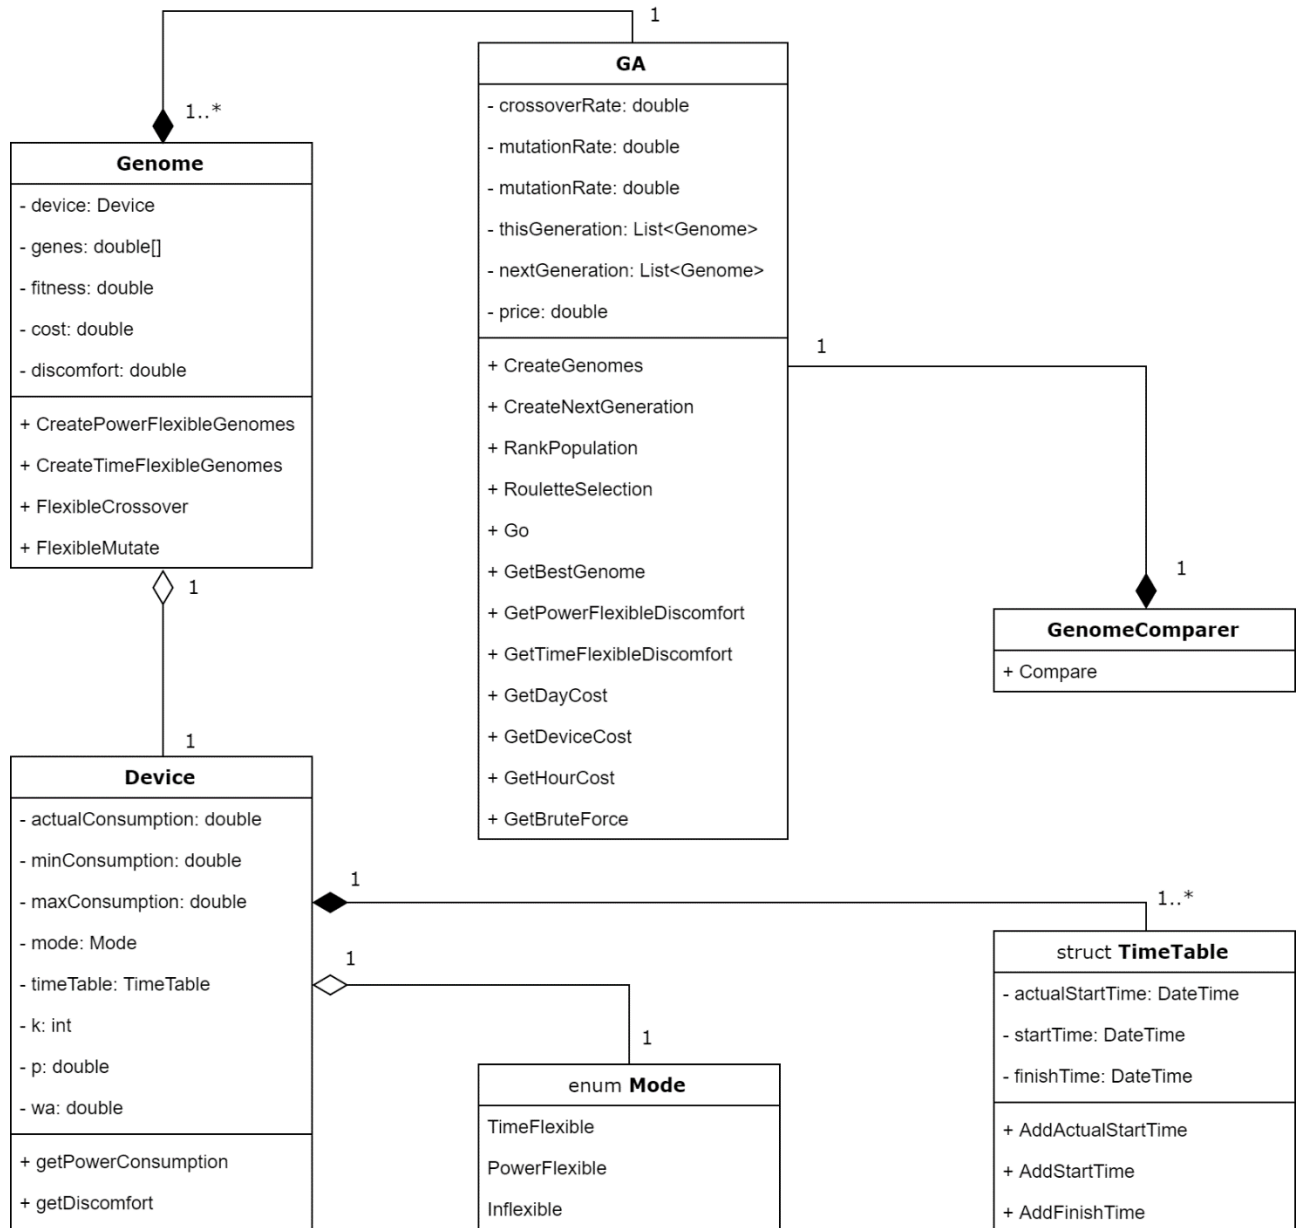 1
GA
- crossoverRate: double
- mutationRate: double
- mutationRate: double
- thisGeneration: List<Genome>
- nextGeneration: List<Genome>
- price: double
+ CreateGenomes
+ CreateNextGeneration
+ RankPopulation
+ RouletteSelection
+ Go
+ GetBestGenome
+ GetPowerFlexibleDiscomfort
+ GetTimeFlexibleDiscomfort
+ GetDayCost
+ GetDeviceCost
+ GetHourCost
+ GetBruteForce
1..*
Genome
- device: Device
- genes: double[]
- fitness: double
- cost: double
- discomfort: double
+ CreatePowerFlexibleGenomes
+ CreateTimeFlexibleGenomes
+ FlexibleCrossover
+ FlexibleMutate
1
1
1
1
GenomeComparer
+ Compare
Device
- actualConsumption: double
- minConsumption: double
- maxConsumption: double
- mode: Mode
- timeTable: TimeTable
- k: int
- p: double
- wa: double
+ getPowerConsumption
+ getDiscomfort
1
1..*
1
1
enum Mode
TimeFlexible
PowerFlexible
Inflexible
struct TimeTable
- actualStartTime: DateTime
- startTime: DateTime
- finishTime: DateTime
+ AddActualStartTime
+ AddStartTime
+ AddFinishTime